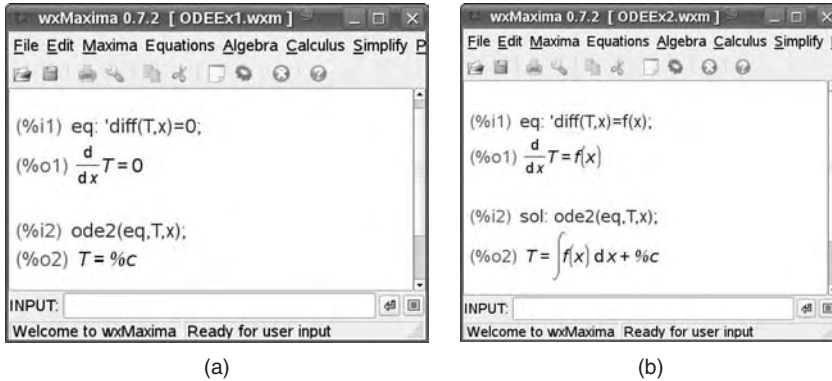 wxMaxima 0.7.2 [ ODEEx1.wxm ]
File Edit Maxima Equations Algebra Calculus Simplify P
(%i1) eq: 'diff(T,x)=0;
(%o1) d/dx T = 0
(%i2) ode2(eq,T,x);
(%o2) T = %c
INPUT:
Welcome to wxMaxima Ready for user input
(a)
wxMaxima 0.7.2 [ ODEEx2.wxm ]
File Edit Maxima Equations Algebra Calculus Simplify
(%i1) eq: 'diff(T,x)=f(x);
(%o1) d/dx T = f(x)
(%i2) sol: ode2(eq,T,x);
(%o2) T = ∫f(x) dx + %c
INPUT:
Welcome to wxMaxima Ready for user input
(b)